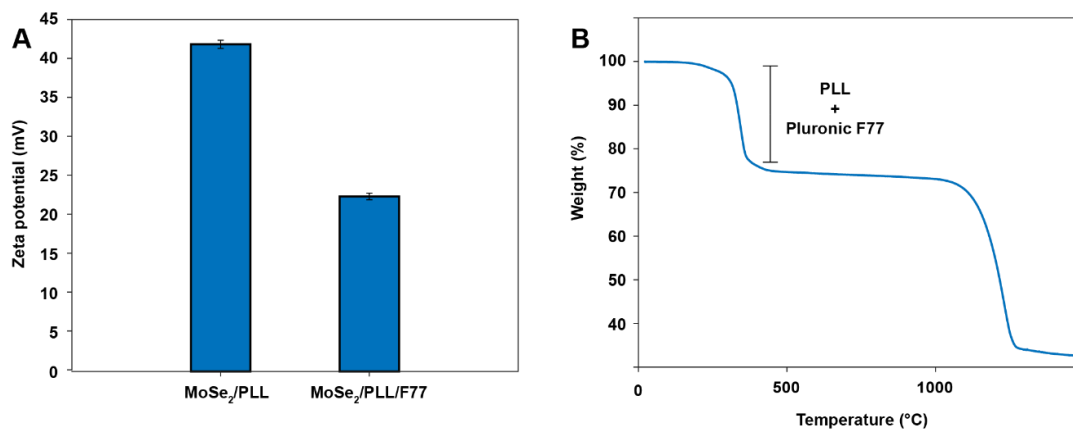 A
Zeta potential (mV)
45
40
35
30
25
20
15
10
5
0
MoSe₂/PLL
MoSe₂/PLL/F77
B
Weight (%)
100
90
80
70
60
50
40
PLL
+
Pluronic F77
0
500
1000
Temperature (°C)